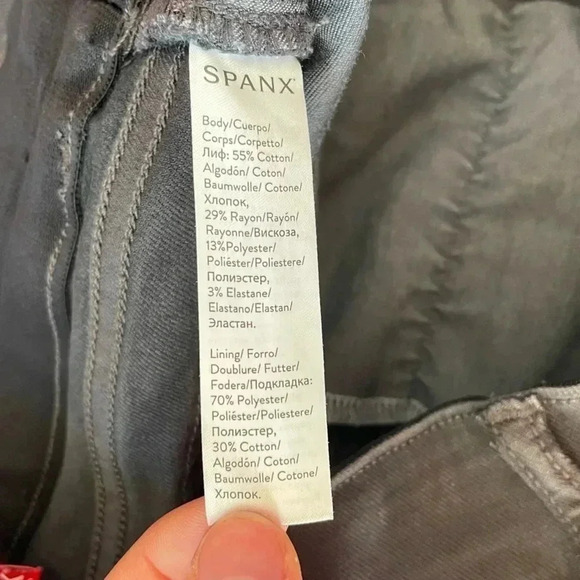 SPANX
Body/Cuerpo/
Corps/Corpetto/
Лиф: 55% Cotton/
Algodón/ Coton/
Baumwolle/ Cotone/
Хлопок,
29% Rayon/Rayón/
Rayonne/Вискоза,
13%Polyester/
Poliéster/Poliestere/
Полиэстер,
3% Elastane/
Elastano/Elastan/
Эластан.
Lining/ Forro/
Doublure/ Futter/
Fodera/Подкладка:
70% Polyester/
Poliéster/Poliestere/
Полиэстер,
30% Cotton/
Algodón/ Coton/
Baumwolle/ Cotone/
Хлопок.